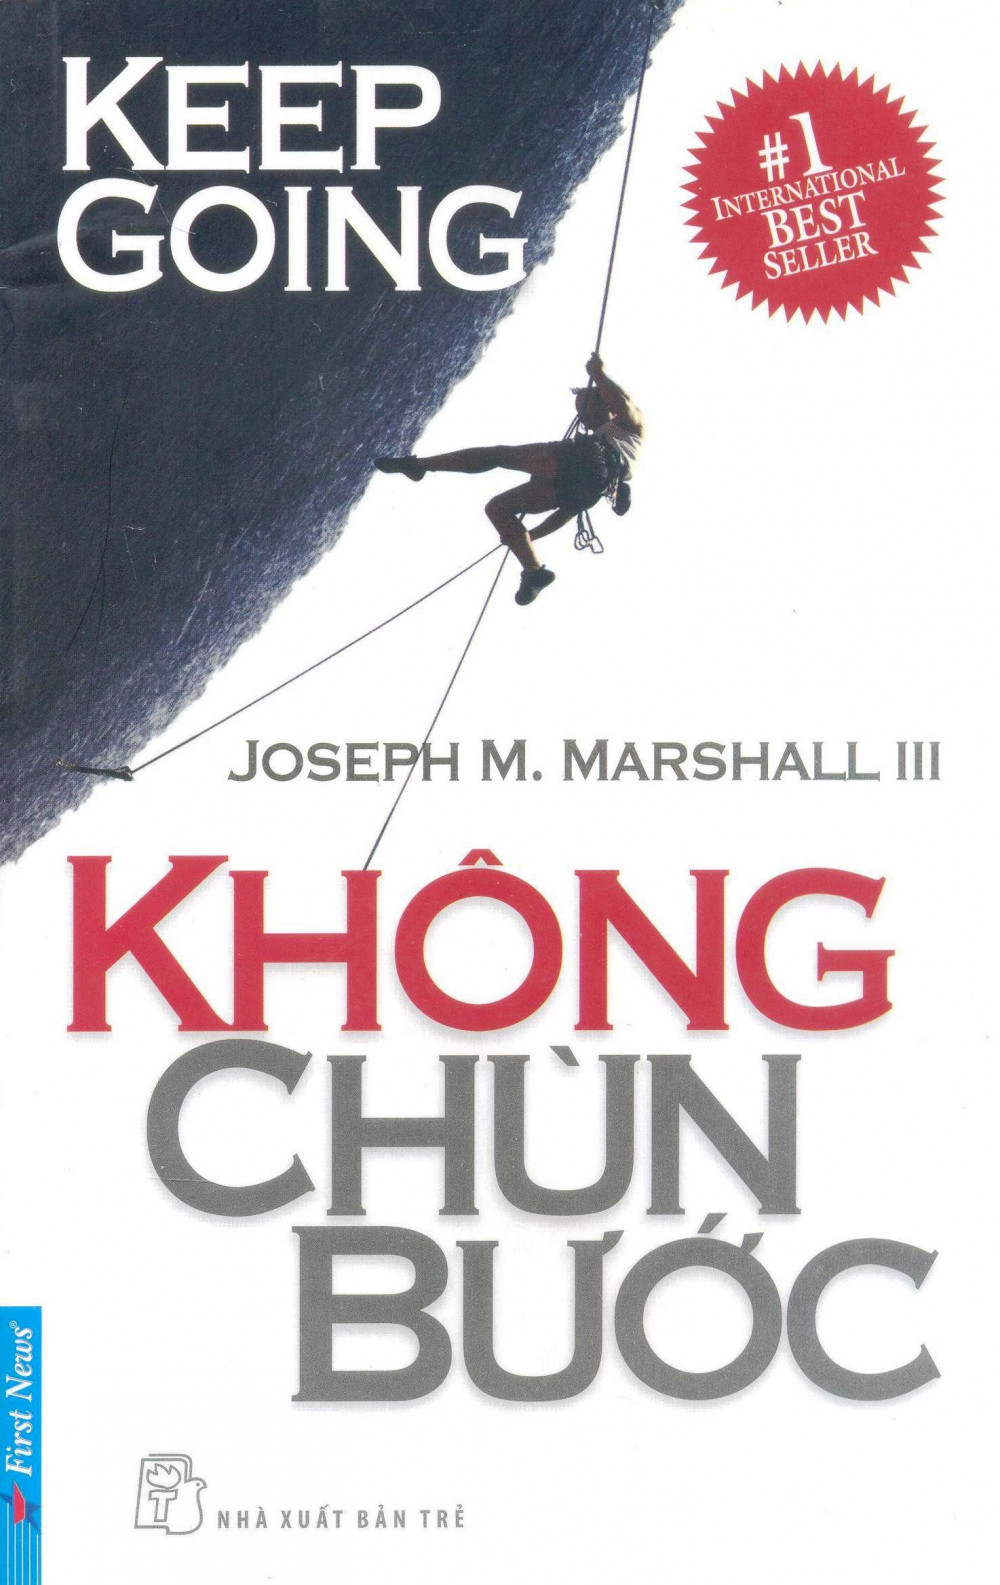 KEEP
GOING
#1
INTERNATIONAL
BEST
SELLER
JOSEPH M. MARSHALL III
KHÔNG
CHÙN
BƯỚC
First News®
NHÀ XUẤT BẢN TRẺ